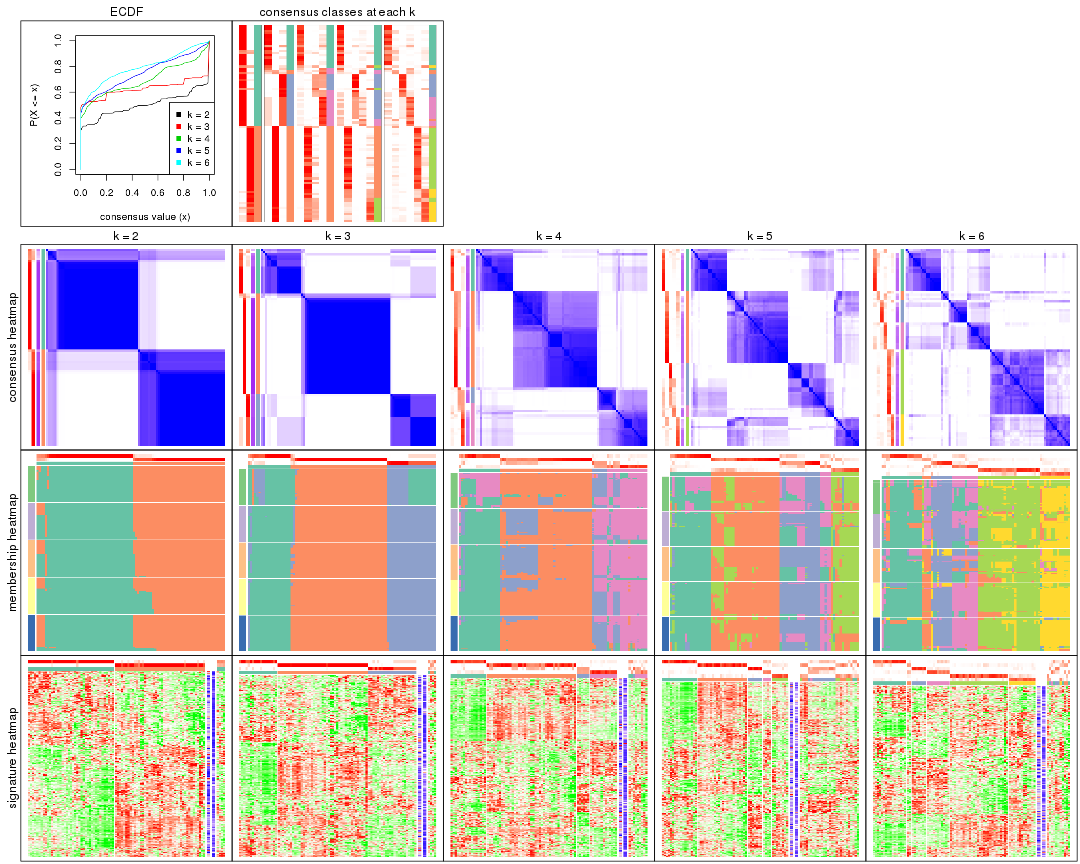 ECDF
consensus classes at each k
P(X <= x)
0.0
0.2
0.4
0.6
0.8
1.0
k = 2
k = 3
k = 4
k = 5
k = 6
0.0 0.2 0.4 0.6 0.8 1.0
consensus value (x)
k = 2
k = 3
k = 4
k = 5
k = 6
consensus heatmap
membership heatmap
signature heatmap